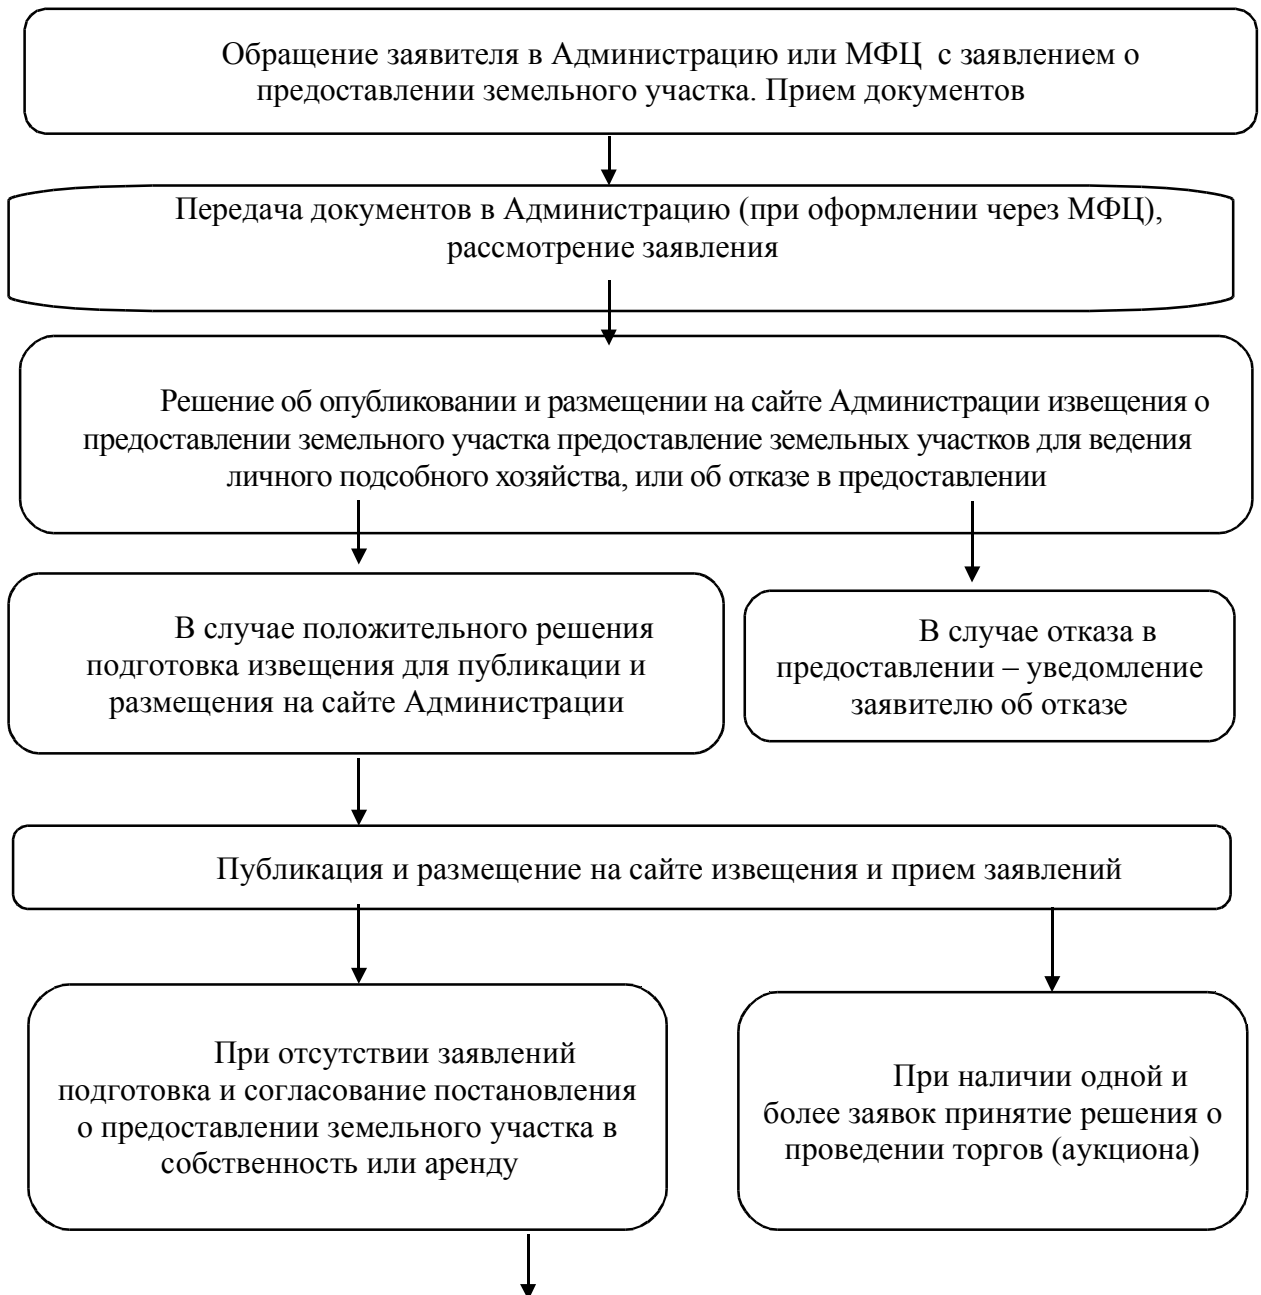 Обращение заявителя в Администрацию или МФЦ с заявлением о
предоставлении земельного участка. Прием документов
Передача документов в Администрацию (при оформлении через МФЦ),
рассмотрение заявления
Решение об опубликовании и размещении на сайте Администрации извещения о
предоставлении земельного участка предоставление земельных участков для ведения
личного подсобного хозяйства, или об отказе в предоставлении
В случае положительного решения
подготовка извещения для публикации и
размещения на сайте Администрации
В случае отказа в
предоставлении – уведомление
заявителю об отказе
Публикация и размещение на сайте извещения и прием заявлений
При отсутствии заявлений
подготовка и согласование постановления
о предоставлении земельного участка в
собственность или аренду
При наличии одной и
более заявок принятие решения о
проведении торгов (аукциона)